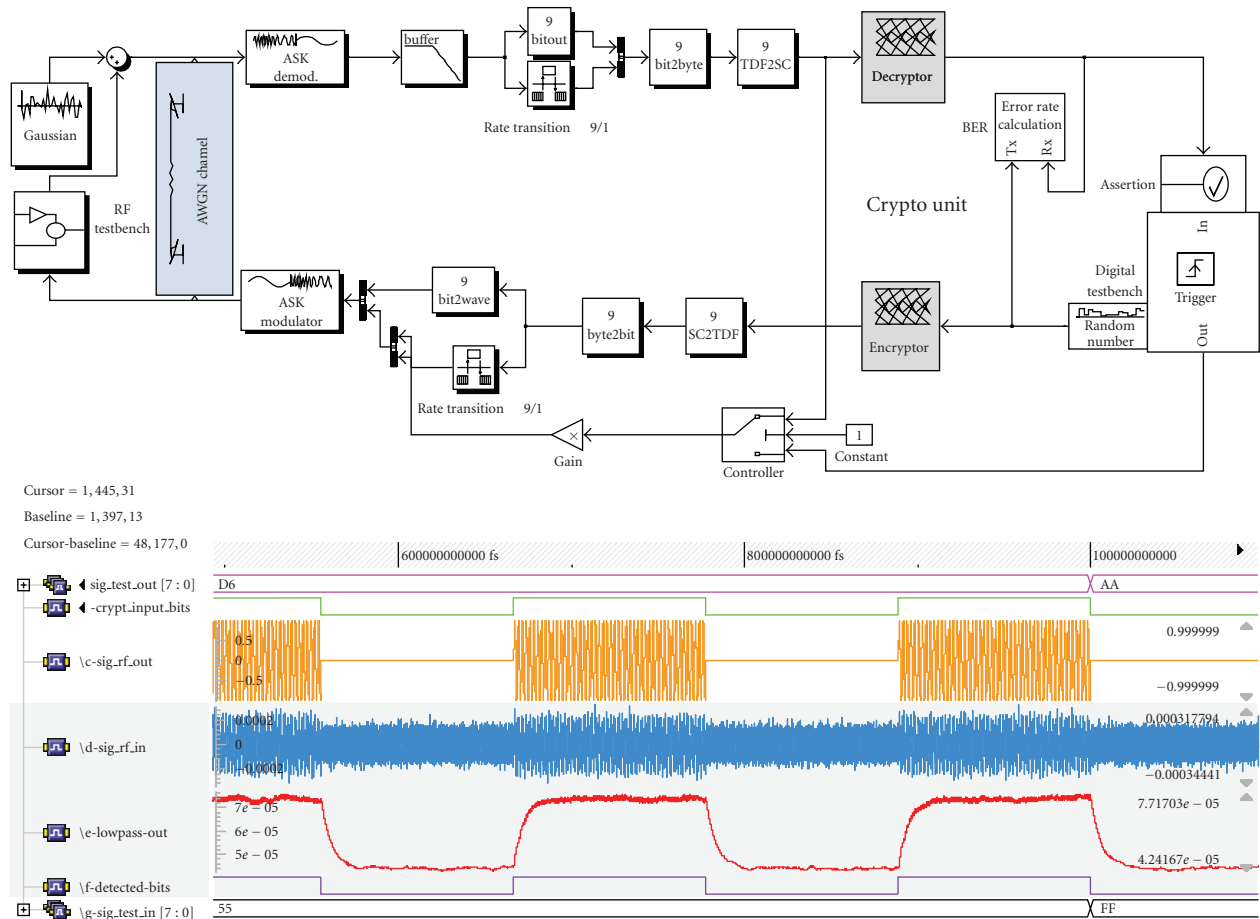 9
bitout
buffer
ASK
demod.
9
bit2byte
9
TDF2SC
Decryptor
Gaussian
Rate transition 9/1
Error rate
calculation
Tx
Rx
BER
AWGN channel
RF
testbench
Crypto unit
Assertion
In
Trigger
Out
Digital
testbench
Random
number
ASK
modulator
9
bit2wave
9
byte2bit
9
SC2TDF
Encryptor
Rate transition 9/1
Gain
Controller
1
Constant
Cursor = 1, 445, 31
Baseline = 1, 397, 13
Cursor-baseline = 48, 177, 0
600000000000 fs
800000000000 fs
100000000000
sig_test_out [7 : 0]
D6
AA
-crypt_input_bits
\c-sig_rf_out
0.5
0
−0.5
0.999999
−0.999999
\d-sig_rf_in
0.0002
0
−0.0002
0.000317794
−0.00034441
\e-lowpass-out
7e − 05
6e − 05
5e − 05
7.71703e − 05
4.24167e − 05
\f-detected-bits
\g-sig_test_in [7 : 0]
55
FF